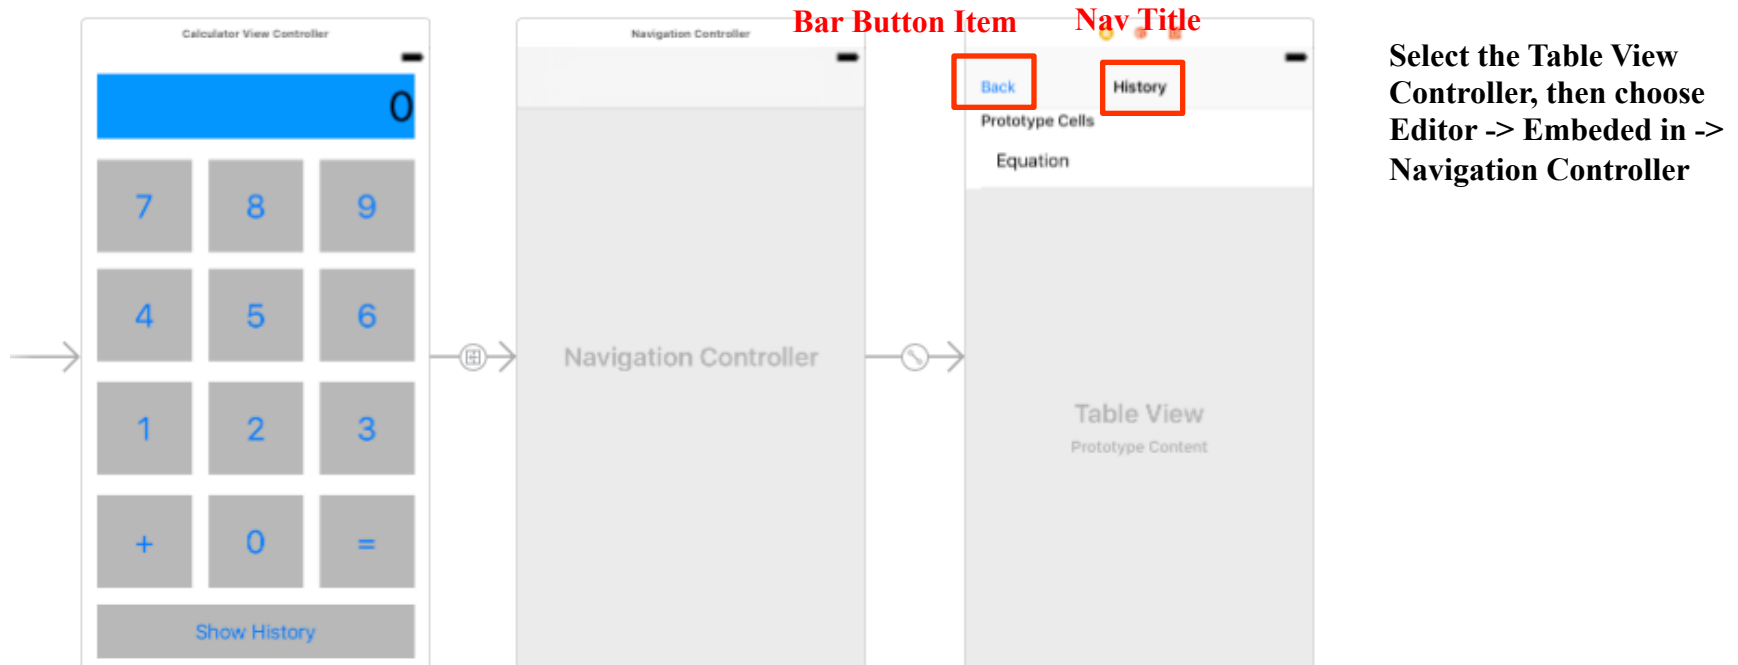 Bar Button Item
Nav Title
Calculator View Controller
Navigation Controller
Select the Table View
Controller, then choose
Editor -> Embeded in ->
Navigation Controller
0
Back
History
Prototype Cells
Equation
7 8 9
4 5 6
Navigation Controller
1 2 3
Table View
Prototype Content
+ 0 =
Show History